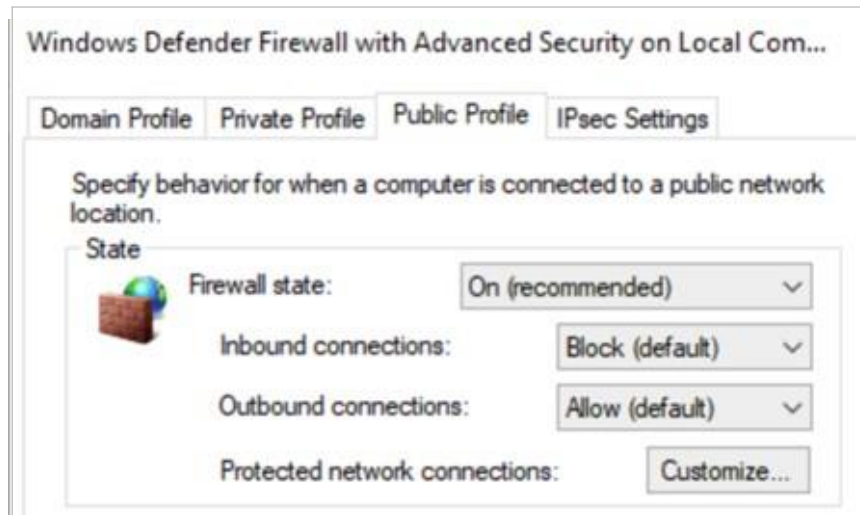 Windows Defender Firewall with Advanced Security on Local Com...
Domain Profile Private Profile Public Profile IPsec Settings
Specify behavior for when a computer is connected to a public network
location.
State
Firewall state: On (recommended)
Inbound connections: Block (default)
Outbound connections: Allow (default)
Protected network connections: Customize...